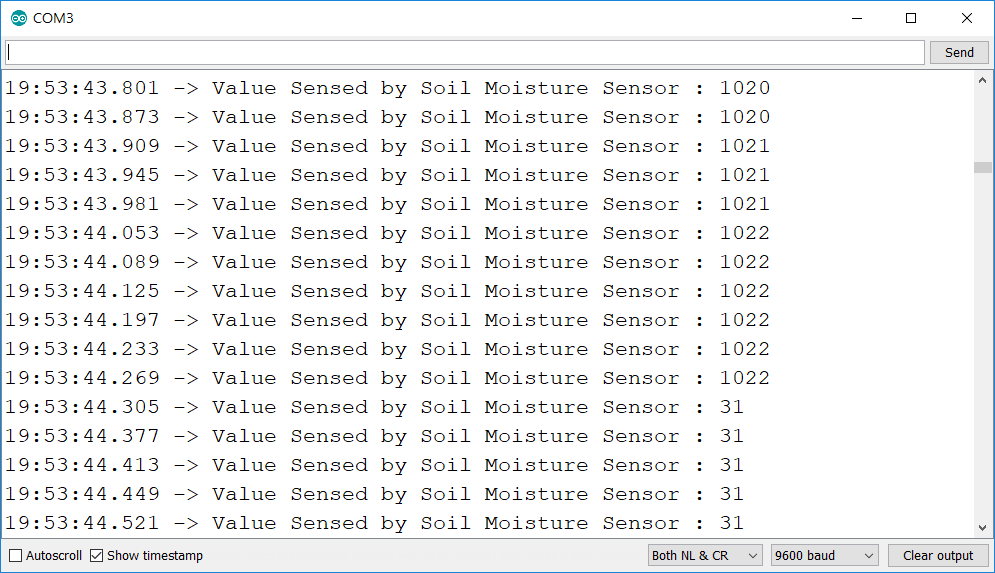 COM3
Send
19:53:43.801 -> Value Sensed by Soil Moisture Sensor : 1020
19:53:43.873 -> Value Sensed by Soil Moisture Sensor : 1020
19:53:43.909 -> Value Sensed by Soil Moisture Sensor : 1021
19:53:43.945 -> Value Sensed by Soil Moisture Sensor : 1021
19:53:43.981 -> Value Sensed by Soil Moisture Sensor : 1021
19:53:44.053 -> Value Sensed by Soil Moisture Sensor : 1022
19:53:44.089 -> Value Sensed by Soil Moisture Sensor : 1022
19:53:44.125 -> Value Sensed by Soil Moisture Sensor : 1022
19:53:44.197 -> Value Sensed by Soil Moisture Sensor : 1022
19:53:44.233 -> Value Sensed by Soil Moisture Sensor : 1022
19:53:44.269 -> Value Sensed by Soil Moisture Sensor : 1022
19:53:44.305 -> Value Sensed by Soil Moisture Sensor : 31
19:53:44.377 -> Value Sensed by Soil Moisture Sensor : 31
19:53:44.413 -> Value Sensed by Soil Moisture Sensor : 31
19:53:44.449 -> Value Sensed by Soil Moisture Sensor : 31
19:53:44.521 -> Value Sensed by Soil Moisture Sensor : 31
Autoscroll Show timestamp Both NL & CR 9600 baud Clear output